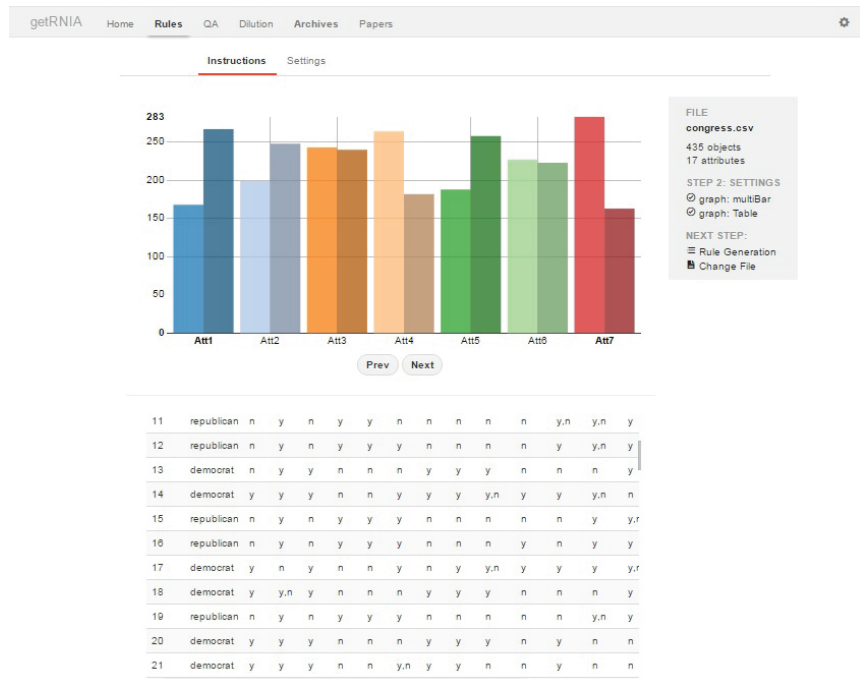 getRNIA Home Rules QA Dilution Archives Papers
Instructions Settings
283
250
200
150
100
50
0
Att1 Att2 Att3 Att4 Att5 Att6 Att7
Prev Next
FILE
congress.csv
435 objects
17 attributes
STEP 2: SETTINGS
graph: multiBar
graph: Table
NEXT STEP:
Rule Generation
Change File
11 republican n y n y y n n n n n y,n y,n y
12 republican n y n y y y n n n n y y,n y
13 democrat n y y n n n y y y n n n y
14 democrat y y y n n y y y y,n y y y,n n
15 republican n y n y y y n n n n n y y,n
16 republican n y n y y y n n n y n y y
17 democrat y n y n n y n y y,n y y y y,n
18 democrat y y,n y n n n y y y n n n y
19 republican n y n y y y n n n n n y,n y
20 democrat y y y n n n y y y n y n n
21 democrat y y y n n y,n y y n n y n n